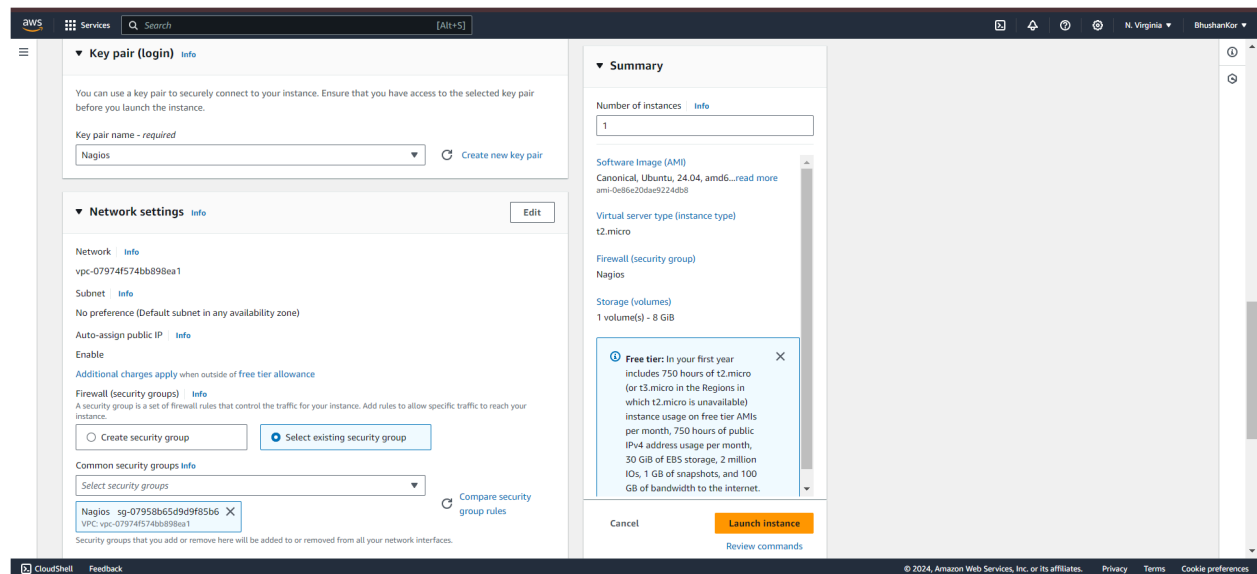 aws
Services
Search [Alt+S]
N. Virginia
BhushanKor
Key pair (login) Info
You can use a key pair to securely connect to your instance. Ensure that you have access to the selected key pair
before you launch the instance.
Key pair name - required
Nagios
Create new key pair
Network settings Info
Edit
Network Info
vpc-07974f574bb898ea1
Subnet Info
No preference (Default subnet in any availability zone)
Auto-assign public IP Info
Enable
Additional charges apply when outside of free tier allowance
Firewall (security groups) Info
A security group is a set of firewall rules that control the traffic for your instance. Add rules to allow specific traffic to reach your
instance.
Create security group
Select existing security group
Common security groups Info
Select security groups
Nagios sg-07958b65d9d9f85b6
VPC: vpc-07974f574bb898ea1
Compare security
group rules
Security groups that you add or remove here will be added to or removed from all your network interfaces.
Summary
Number of instances Info
1
Software Image (AMI)
Canonical, Ubuntu, 24.04, amd6...read more
ami-0e86e20dae9224db8
Virtual server type (instance type)
t2.micro
Firewall (security group)
Nagios
Storage (volumes)
1 volume(s) - 8 GiB
Free tier: In your first year
includes 750 hours of t2.micro
(or t3.micro in the Regions in
which t2.micro is unavailable)
instance usage on free tier AMIs
per month, 750 hours of public
IPv4 address usage per month,
30 GiB of EBS storage, 2 million
IOs, 1 GB of snapshots, and 100
GB of bandwidth to the internet.
Cancel
Launch instance
Review commands
CloudShell Feedback
© 2024, Amazon Web Services, Inc. or its affiliates. Privacy Terms Cookie preferences